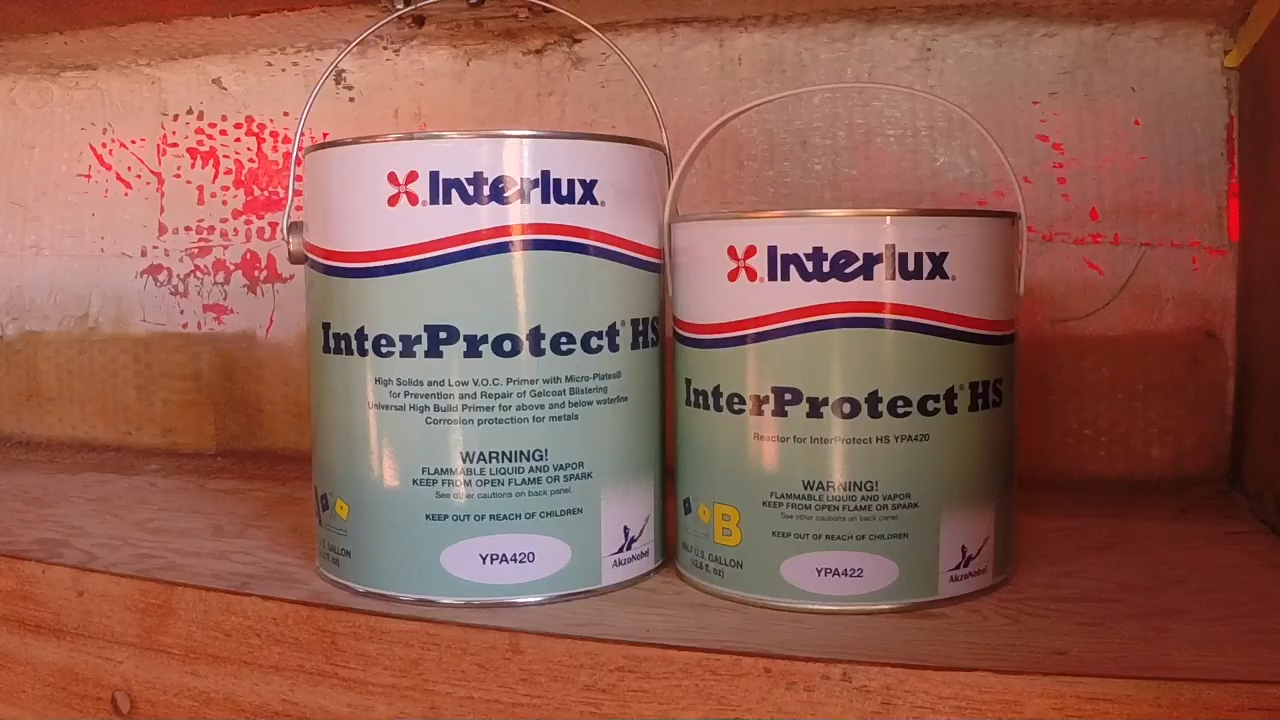 Interlux.
InterProtect® HS
High Solids and Low V.O.C. Primer with Micro-Plates®
for Prevention and Repair of Gelcoat Blistering
Universal High Build Primer for above and below waterline
Corrosion protection for metals
WARNING!
FLAMMABLE LIQUID AND VAPOR
KEEP FROM OPEN FLAME OR SPARK
See other cautions on back panel.
KEEP OUT OF REACH OF CHILDREN
U.S. GALLON
YPA420
AkzoNobel
Interlux.
InterProtect® HS
Reactor for InterProtect HS YPA420
WARNING!
FLAMMABLE LIQUID AND VAPOR
KEEP FROM OPEN FLAME OR SPARK
See other cautions on back panel.
KEEP OUT OF REACH OF CHILDREN
B
HALF U.S. GALLON
YPA422
AkzoNobel